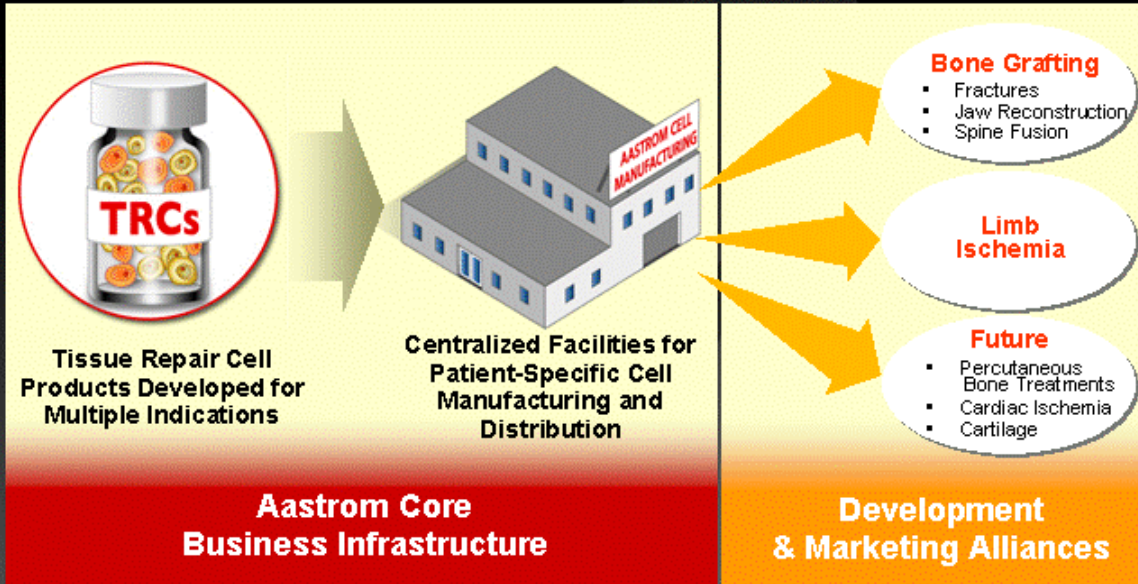 TRCs
Tissue Repair Cell
Products Developed for
Multiple Indications
AASTROM CELL
MANUFACTURING
Centralized Facilities for
Patient-Specific Cell
Manufacturing and
Distribution
Aastrom Core
Business Infrastructure
Bone Grafting
▪ Fractures
▪ Jaw Reconstruction
▪ Spine Fusion
Limb
Ischemia
Future
▪ Percutaneous
Bone Treatments
▪ Cardiac Ischemia
▪ Cartilage
Development
& Marketing Alliances